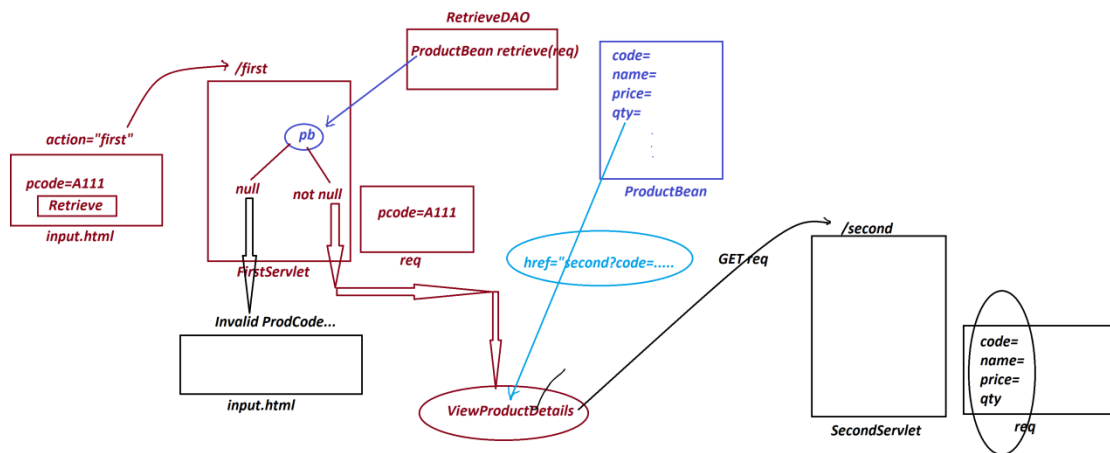 RetrieveDAO
ProductBean retrieve(req)
/first
code=
name=
price=
qty=
ProductBean
action="first"
pb
pcode=A111
Retrieve
input.html
null
not null
pcode=A111
req
FirstServlet
/second
href="second?code=.....
GET req
Invalid ProdCode...
input.html
ViewProductDetails
code=
name=
price=
qty
req
SecondServlet